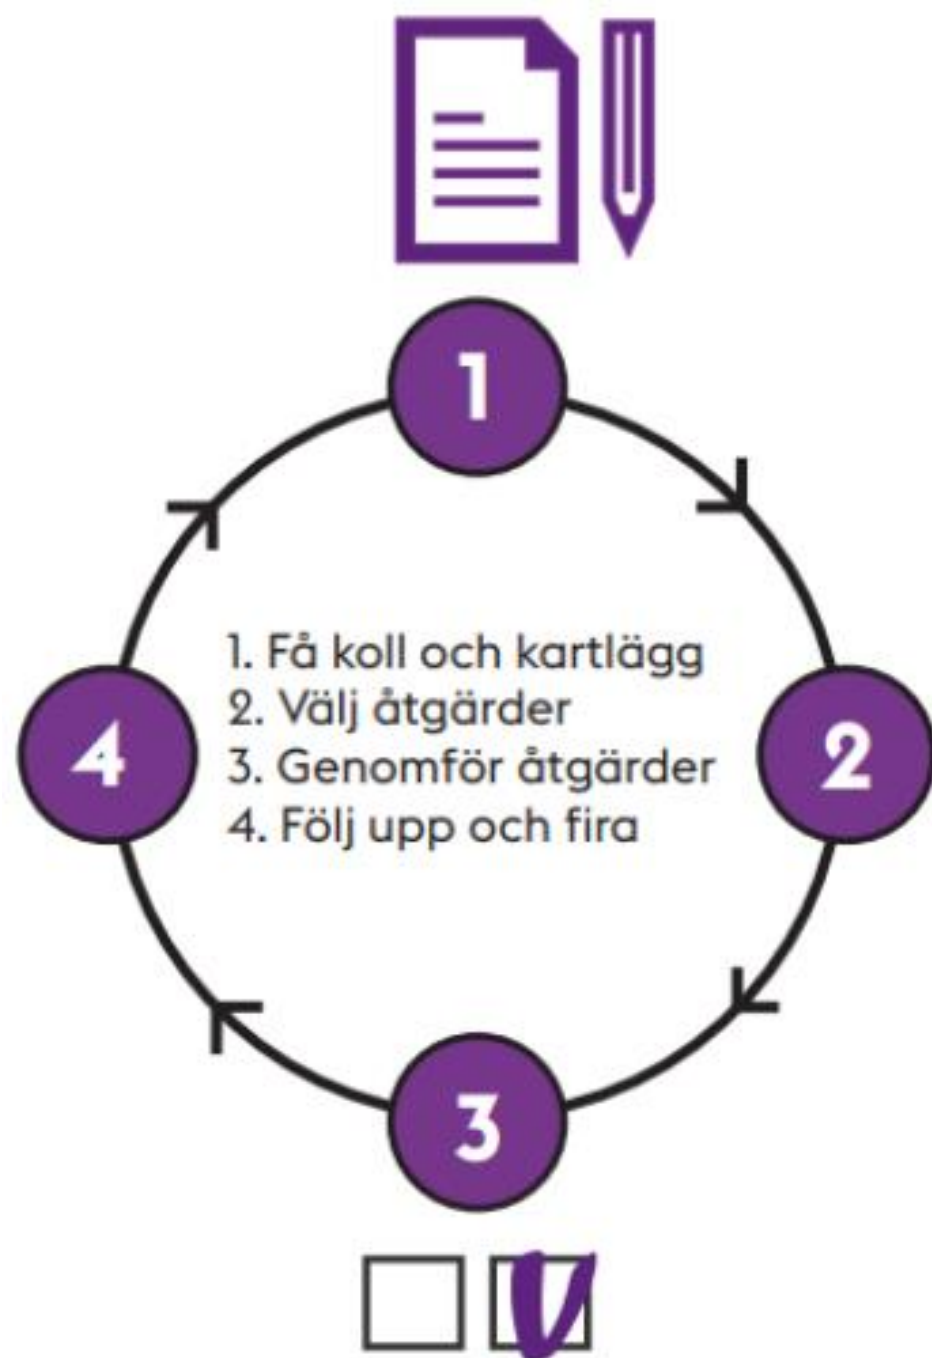 1
4
1. Få koll och kartlägg
2. Välj åtgärder
3. Genomför åtgärder
4. Följ upp och fira
2
3